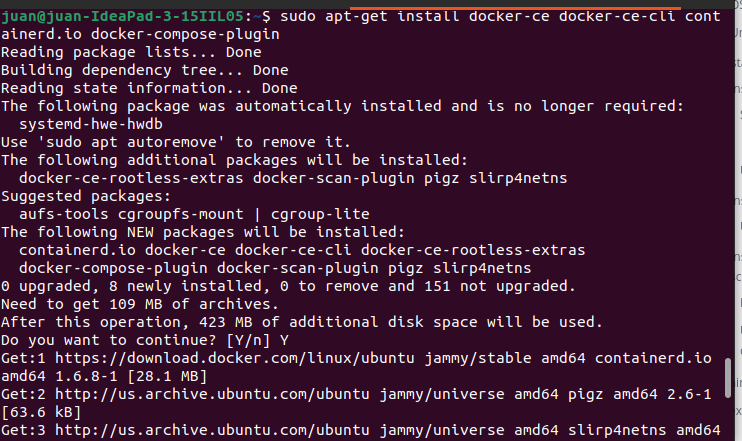 juan@juan-IdeaPad-3-15IIL05:~$ sudo apt-get install docker-ce docker-ce-cli cont
ainerd.io docker-compose-plugin
Reading package lists... Done
Building dependency tree... Done
Reading state information... Done
The following package was automatically installed and is no longer required:
  systemd-hwe-hwdb
Use 'sudo apt autoremove' to remove it.
The following additional packages will be installed:
  docker-ce-rootless-extras docker-scan-plugin pigz slirp4netns
Suggested packages:
  aufs-tools cgroupfs-mount | cgroup-lite
The following NEW packages will be installed:
  containerd.io docker-ce docker-ce-cli docker-ce-rootless-extras
  docker-compose-plugin docker-scan-plugin pigz slirp4netns
0 upgraded, 8 newly installed, 0 to remove and 151 not upgraded.
Need to get 109 MB of archives.
After this operation, 423 MB of additional disk space will be used.
Do you want to continue? [Y/n] Y
Get:1 https://download.docker.com/linux/ubuntu jammy/stable amd64 containerd.io
amd64 1.6.8-1 [28.1 MB]
Get:2 http://us.archive.ubuntu.com/ubuntu jammy/universe amd64 pigz amd64 2.6-1
[63.6 kB]
Get:3 http://us.archive.ubuntu.com/ubuntu jammy/universe amd64 slirp4netns amd64